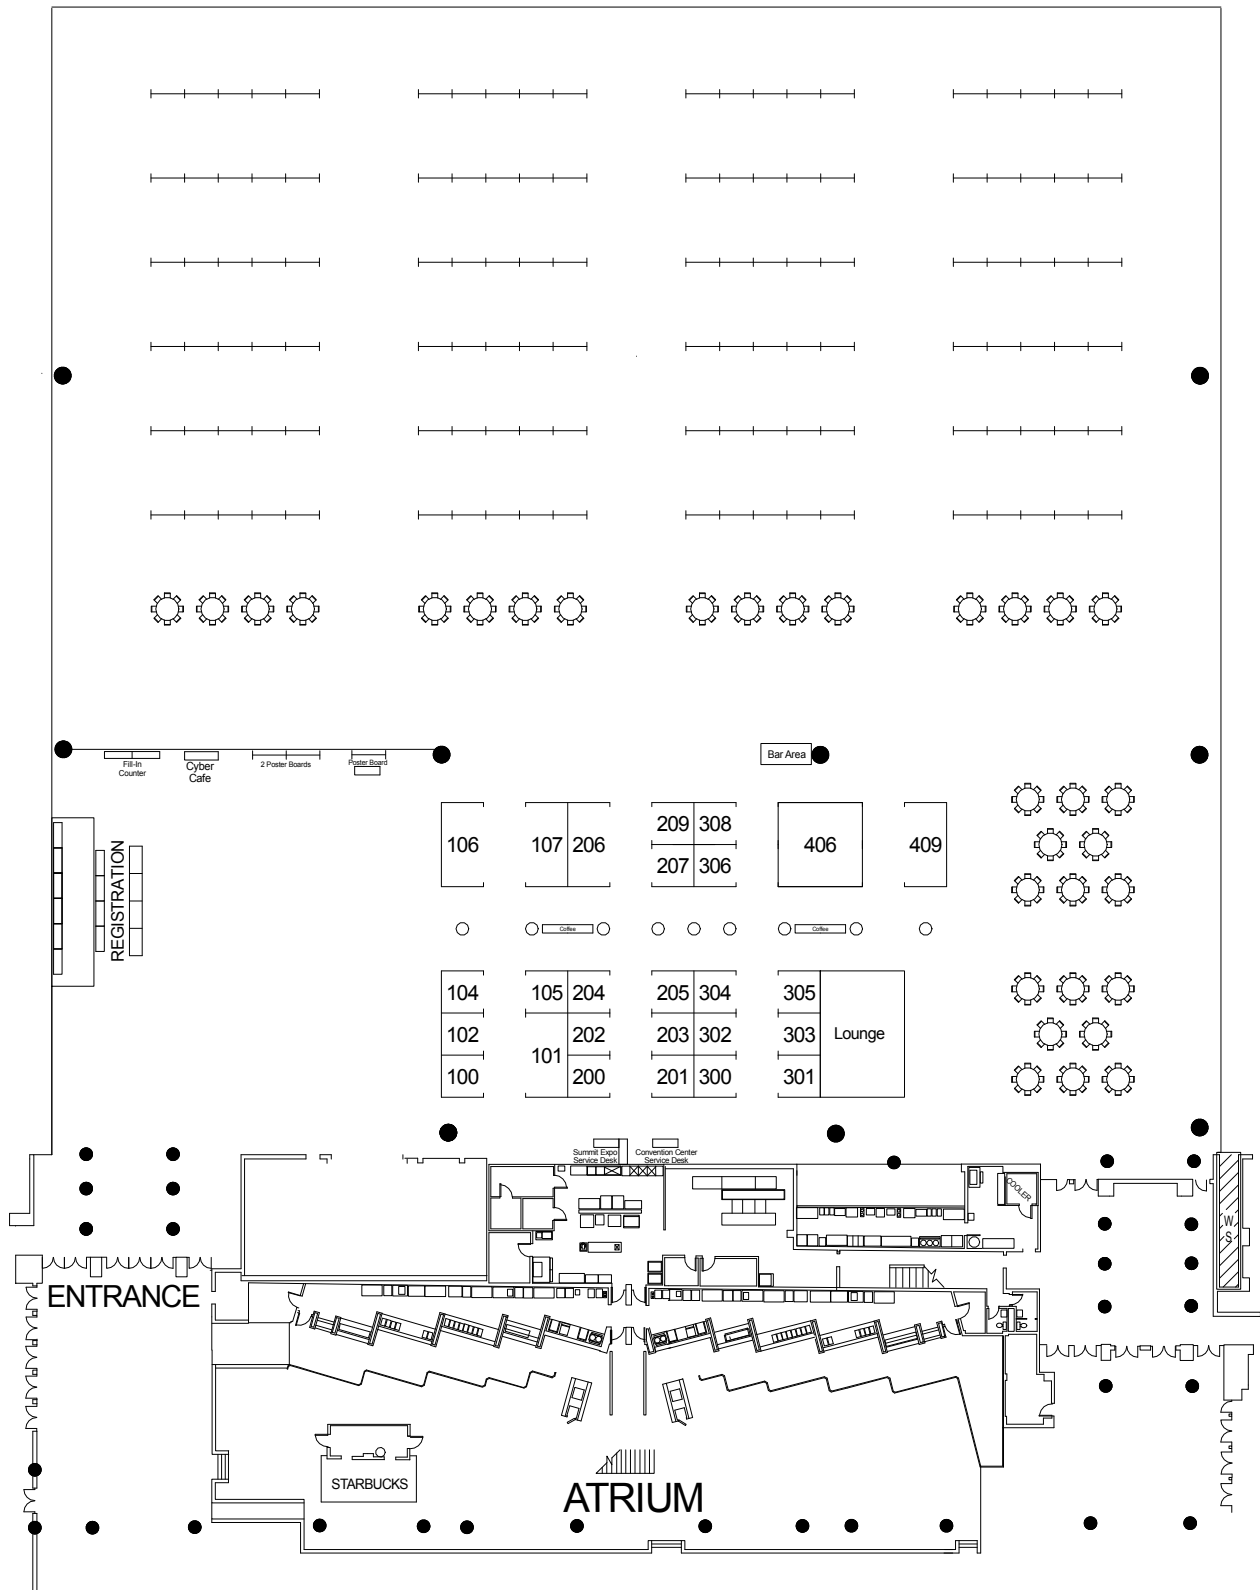 Bar Area
Fill-In
Counter
Cyber
Cafe
2 Poster Boards
Poster Board
REGISTRATION
106
107
206
209
308
207
306
406
409
Coffee
Coffee
104
105
204
205
304
305
102
101
202
203
302
303
Lounge
100
200
201
300
301
Summit Expo
Service Desk
Convention Center
Service Desk
COOLER
W
S
ENTRANCE
STARBUCKS
ATRIUM